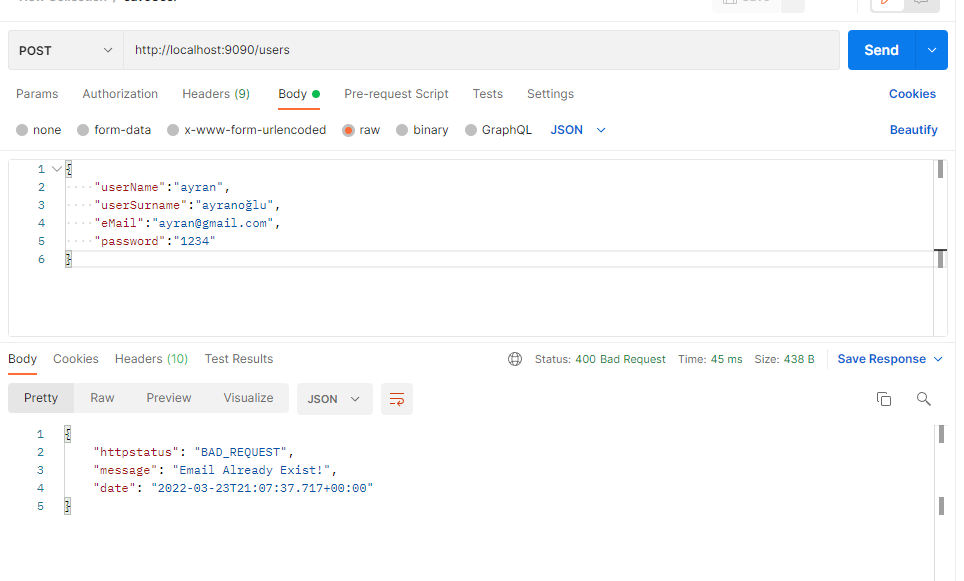 POST http://localhost:9090/users Send
Params Authorization Headers (9) Body Pre-request Script Tests Settings Cookies
none form-data x-www-form-urlencoded raw binary GraphQL JSON Beautify
1 {
2 "userName":"ayran",
3 "userSurname":"ayranoğlu",
4 "eMail":"ayran@gmail.com",
5 "password":"1234"
6 }
Body Cookies Headers (10) Test Results Status: 400 Bad Request Time: 45 ms Size: 438 B Save Response
Pretty Raw Preview Visualize JSON
1 {
2 "httpstatus": "BAD_REQUEST",
3 "message": "Email Already Exist!",
4 "date": "2022-03-23T21:07:37.717+00:00"
5 }